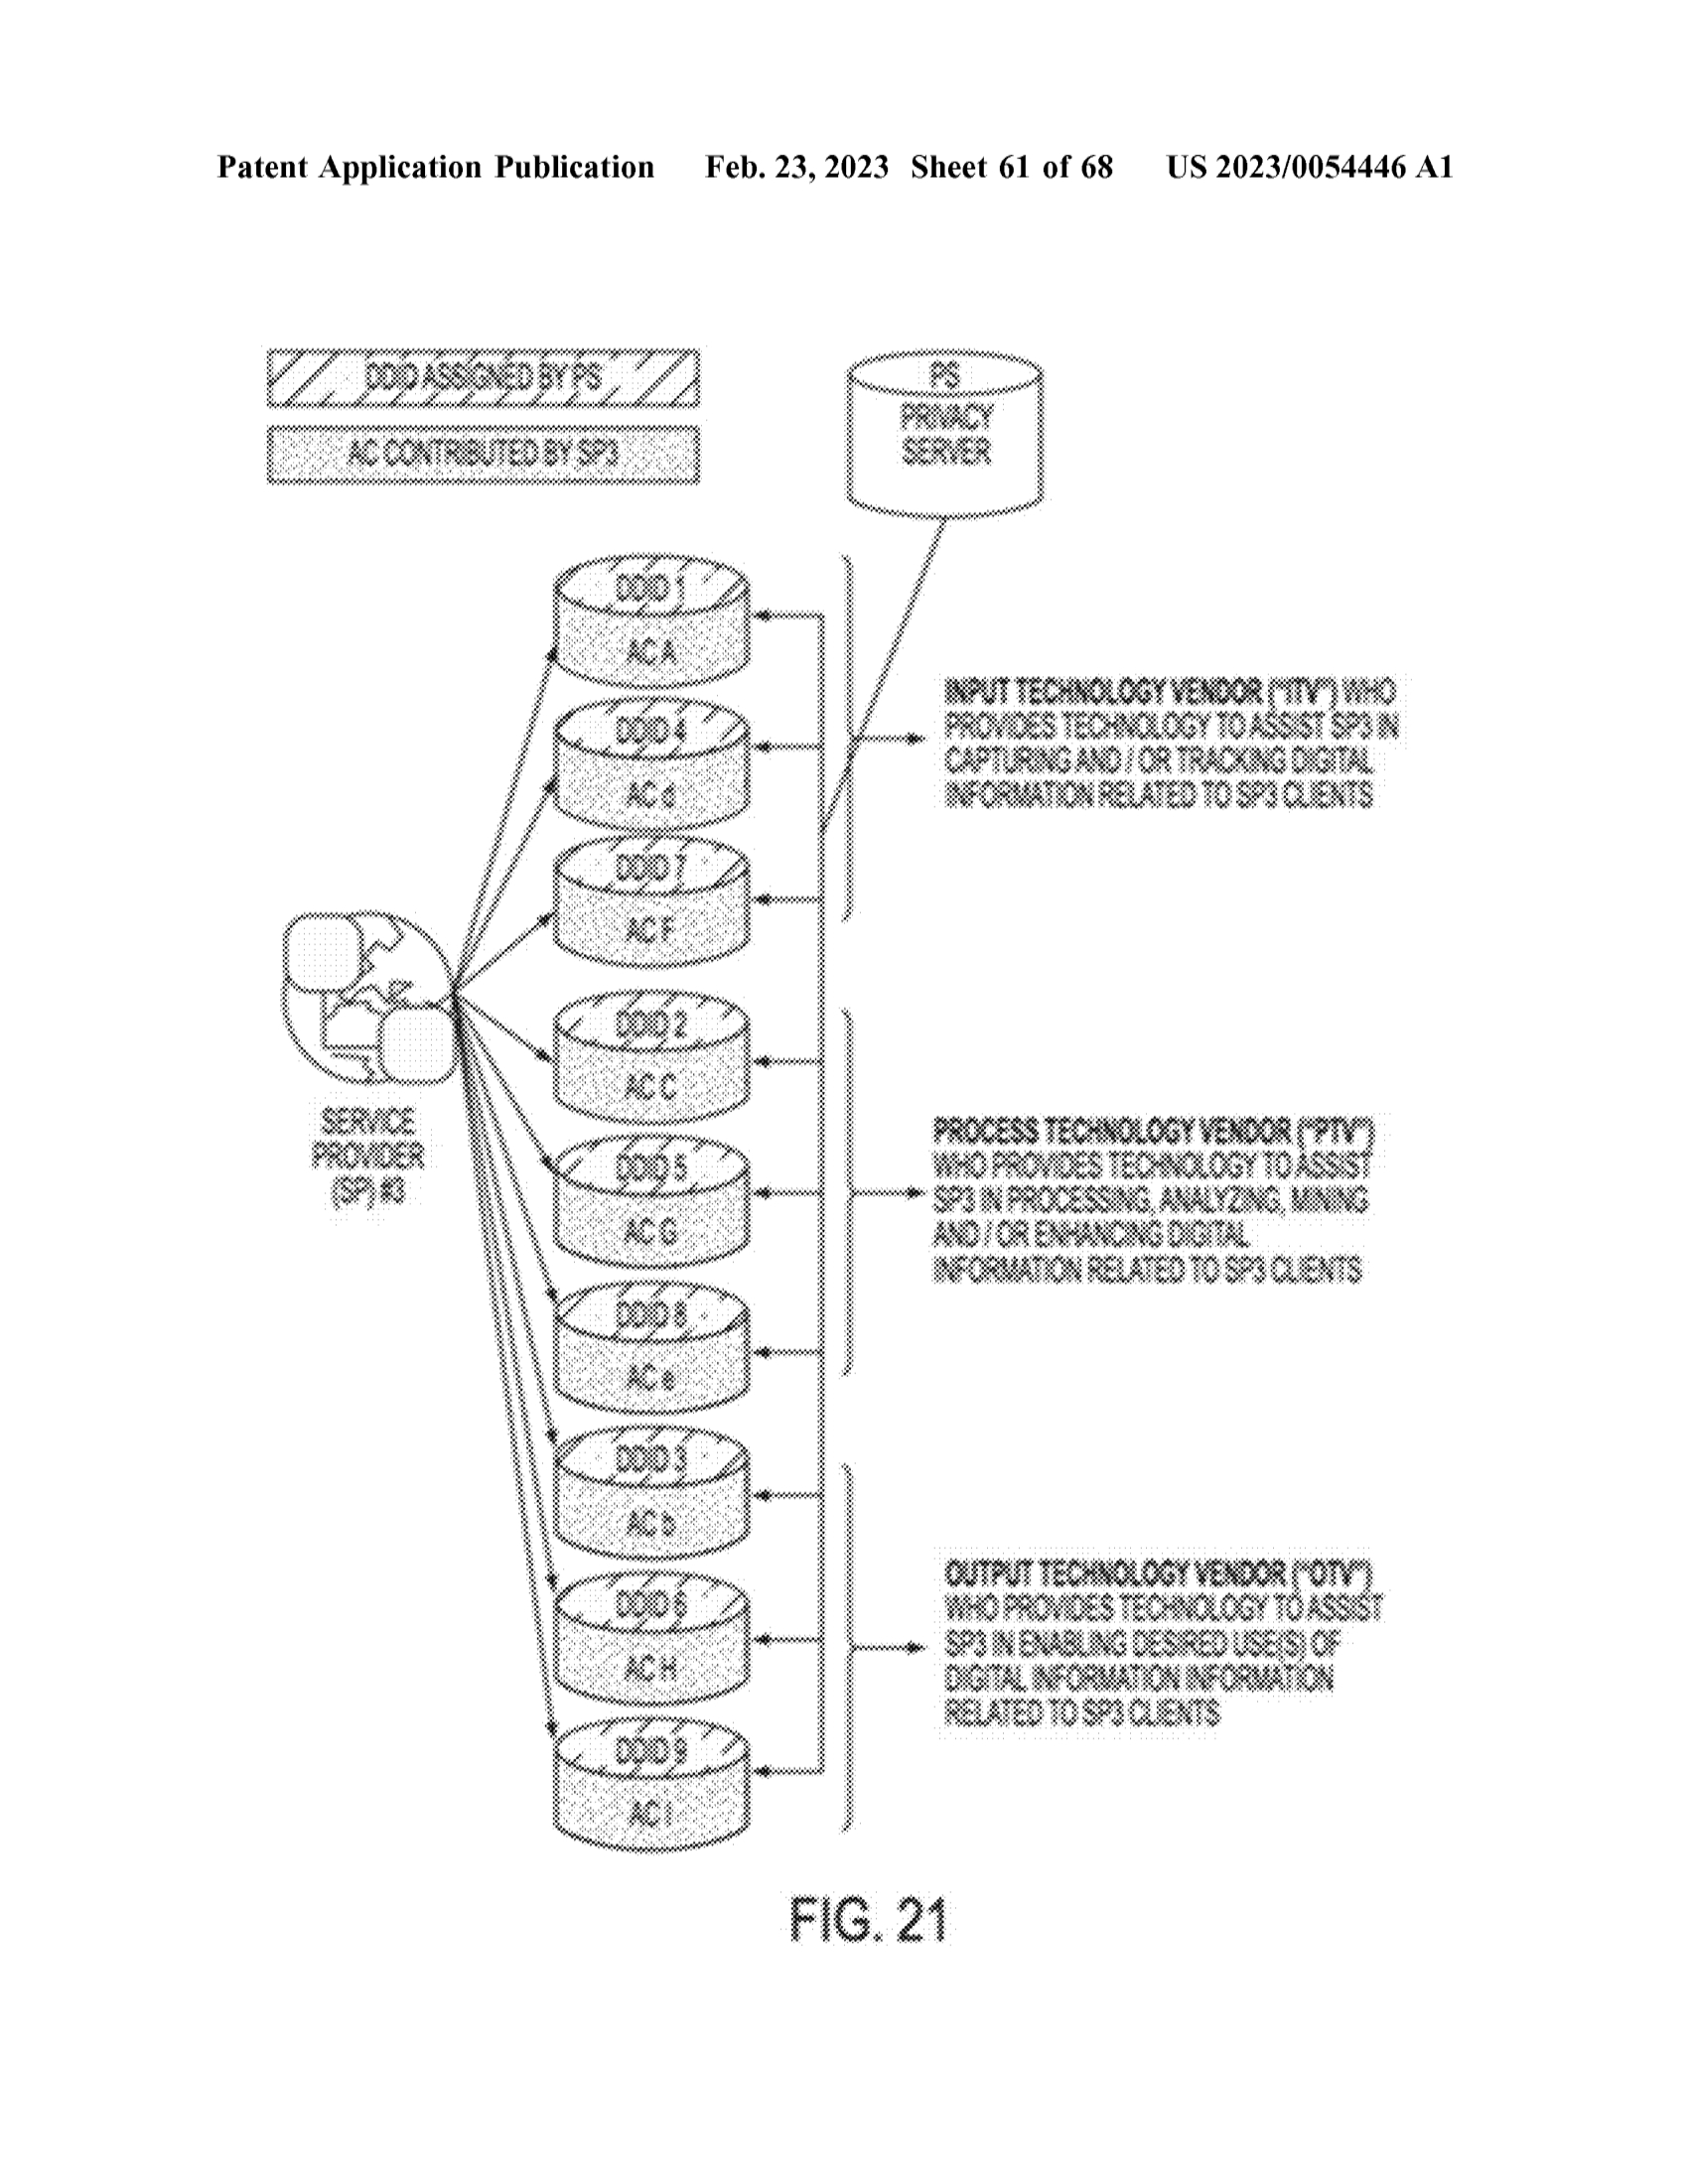 Patent Application Publication Feb. 23, 2023 Sheet 61 of 68 US 2023/0054446 A1
DDID ASSIGNED BY PS
AC CONTRIBUTED BY SP3
PS
PRIVACY
SERVER
DDID 1
AC A
DDID 4
AC d
DDID 7
AC F
DDID 2
AC C
DDID 5
AC G
DDID 8
AC e
DDID 3
AC b
DDID 6
AC H
DDID 9
AC I
SERVICE
PROVIDER
(SP) #3
INPUT TECHNOLOGY VENDOR ("ITV") WHO
PROVIDES TECHNOLOGY TO ASSIST SP3 IN
CAPTURING AND / OR TRACKING DIGITAL
INFORMATION RELATED TO SP3 CLIENTS
PROCESS TECHNOLOGY VENDOR ("PTV")
WHO PROVIDES TECHNOLOGY TO ASSIST
SP3 IN PROCESSING, ANALYZING, MINING
AND / OR ENHANCING DIGITAL
INFORMATION RELATED TO SP3 CLIENTS
OUTPUT TECHNOLOGY VENDOR ("OTV")
WHO PROVIDES TECHNOLOGY TO ASSIST
SP3 IN ENABLING DESIRED USE(S) OF
DIGITAL INFORMATION INFORMATION
RELATED TO SP3 CLIENTS
FIG. 21